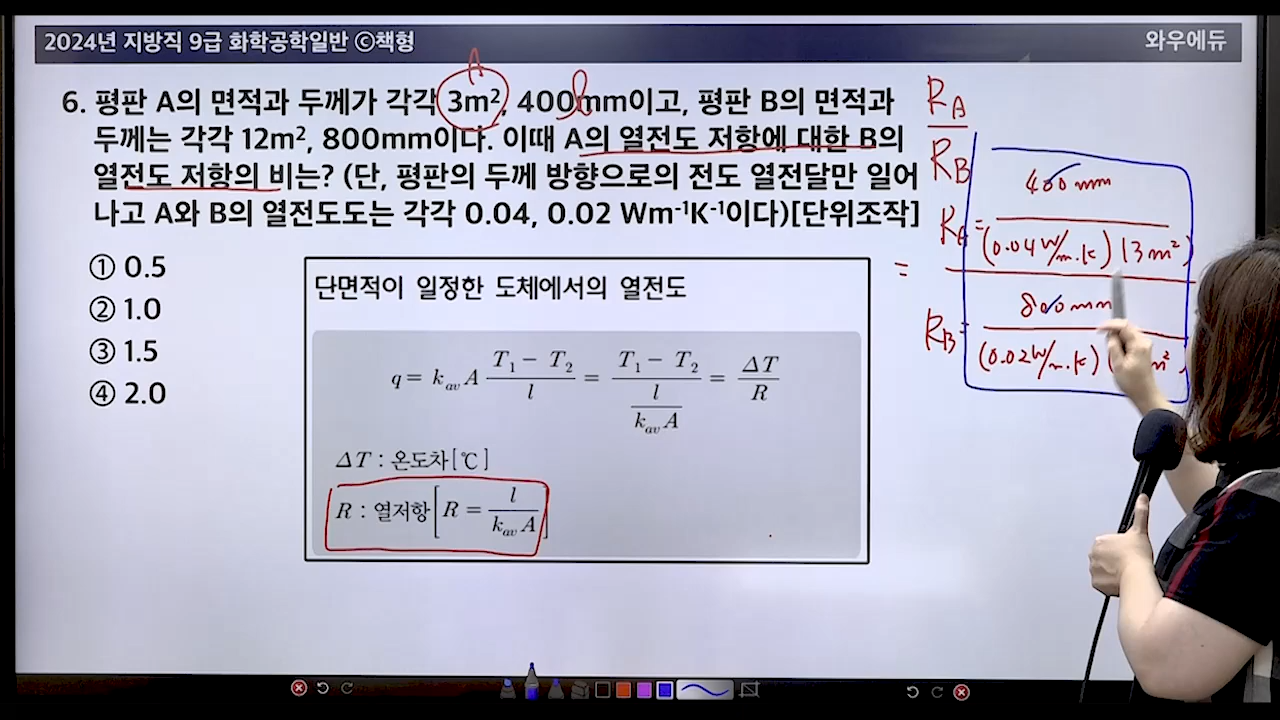 2024년 지방직 9급 화학공학일반 ⓒ책형
와우에듀
6. 평판 A의 면적과 두께가 각각 3m², 400mm이고, 평판 B의 면적과
두께는 각각 12m², 800mm이다. 이때 A의 열전도 저항에 대한 B의
열전도 저항의 비는? (단, 평판의 두께 방향으로의 전도 열전달만 일어
나고 A와 B의 열전도도는 각각 0.04, 0.02 Wm⁻¹K⁻¹이다)[단위조작]
① 0.5
② 1.0
③ 1.5
④ 2.0
단면적이 일정한 도체에서의 열전도
q = k_av A (T₁ − T₂)/l = (T₁ − T₂)/(l/(k_av A)) = ΔT/R
ΔT : 온도차[℃]
R : 열저항[R = l/(k_av A)]
A
l
R_A
R_B
400 mm
(0.04 W/m.k) (3 m²)
=
800 mm
R_B =
(0.02 W/m.k) ( m²)